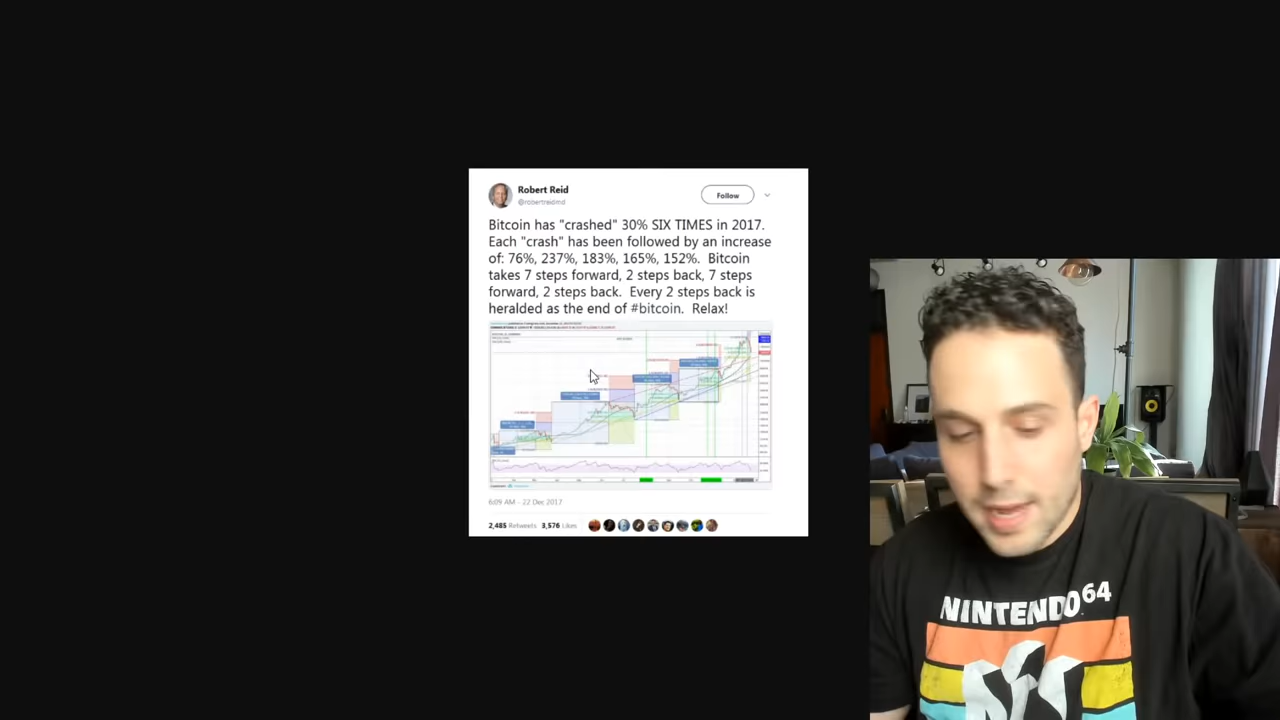 Robert Reid
@robertreidmd
Follow
Bitcoin has "crashed" 30% SIX TIMES in 2017.
Each "crash" has been followed by an increase
of: 76%, 237%, 183%, 165%, 152%. Bitcoin
takes 7 steps forward, 2 steps back, 7 steps
forward, 2 steps back. Every 2 steps back is
heralded as the end of #bitcoin. Relax!
6:09 AM - 22 Dec 2017
2,485 Retweets 3,576 Likes
NINTENDO64